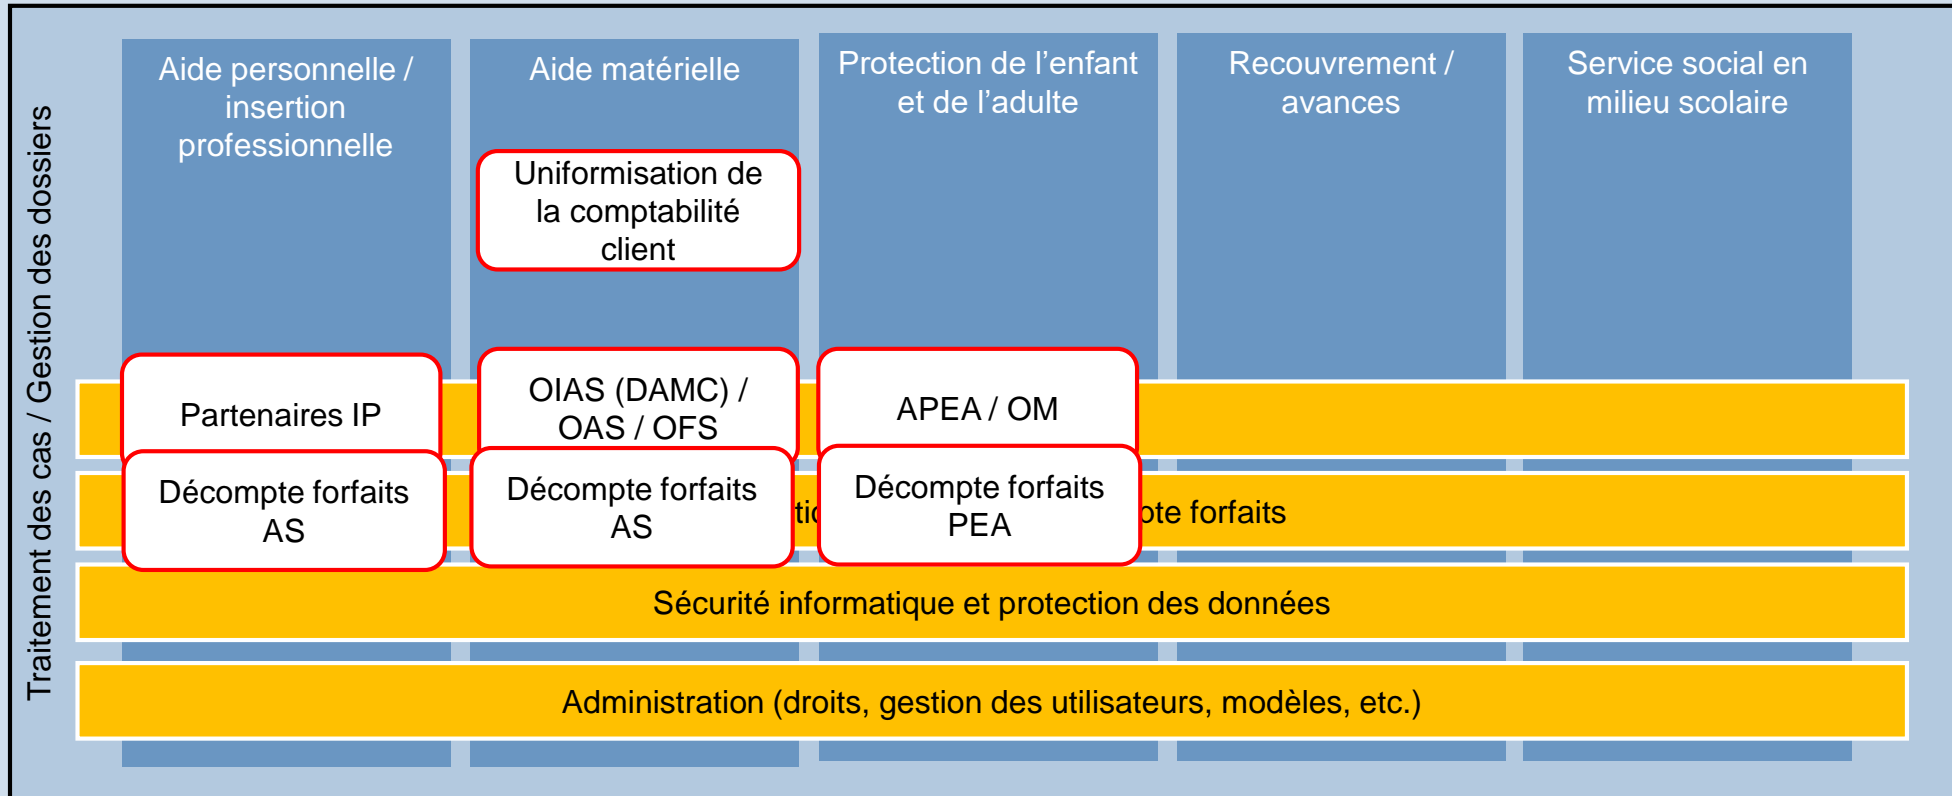 Traitement des cas / Gestion des dossiers
Aide personnelle /
insertion
professionnelle
Aide matérielle
Protection de l’enfant
et de l’adulte
Recouvrement /
avances
Service social en
milieu scolaire
Uniformisation de
la comptabilité
client
Partenaires IP
OIAS (DAMC) /
OAS / OFS
APEA / OM
Décompte forfaits
AS
Décompte forfaits
AS
Décompte forfaits
PEA
forfaits
Sécurité informatique et protection des données
Administration (droits, gestion des utilisateurs, modèles, etc.)